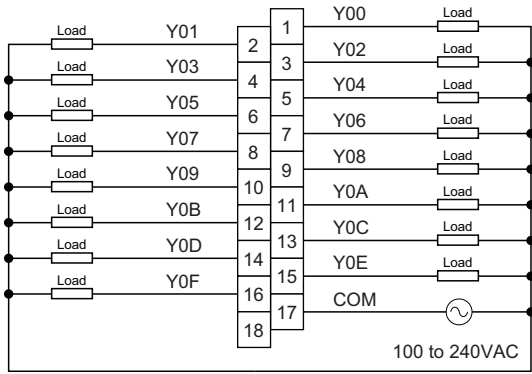 Y00 Load
1
Load Y01
2
Y02 Load
3
Load Y03
4
Y04 Load
5
Load Y05
6
Y06 Load
7
Load Y07
8
Y08 Load
9
Load Y09
10
Y0A Load
11
Load Y0B
12
Y0C Load
13
Load Y0D
14
Y0E Load
15
Load Y0F
16
COM
17
18
100 to 240VAC